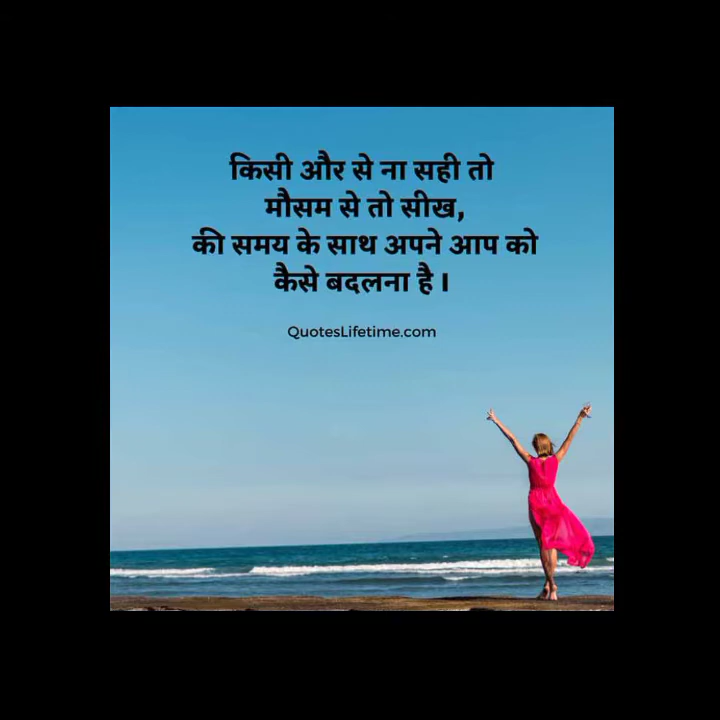 किसी और से ना सही तो
मौसम से तो सीख,
की समय के साथ अपने आप को
कैसे बदलना है।
QuotesLifetime.com